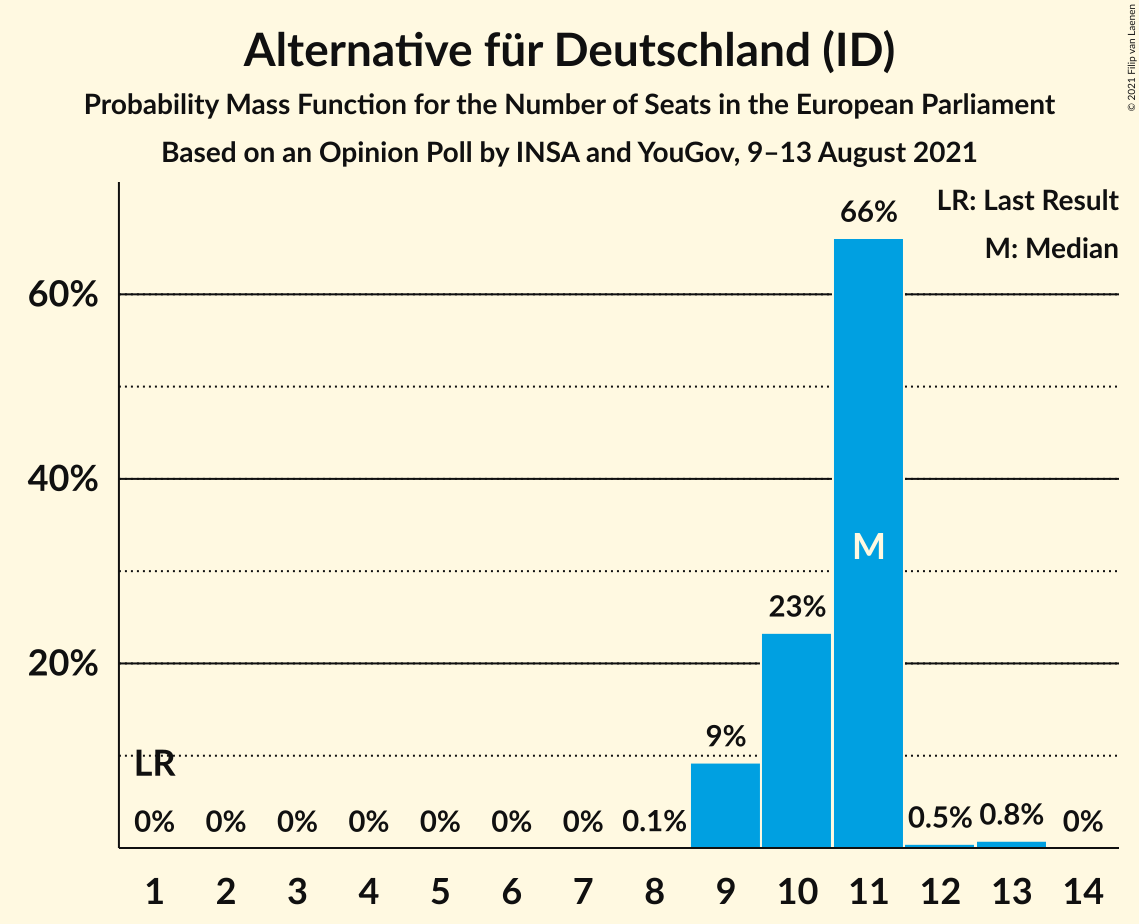 Alternative für Deutschland (ID)
Probability Mass Function for the Number of Seats in the European Parliament
Based on an Opinion Poll by INSA and YouGov, 9–13 August 2021
© 2021 Filip van Laenen
LR: Last Result
M: Median
60%
40%
20%
LR
0% 0% 0% 0% 0% 0% 0% 0.1% 9% 23% 66% 0.5% 0.8% 0%
M
1 2 3 4 5 6 7 8 9 10 11 12 13 14